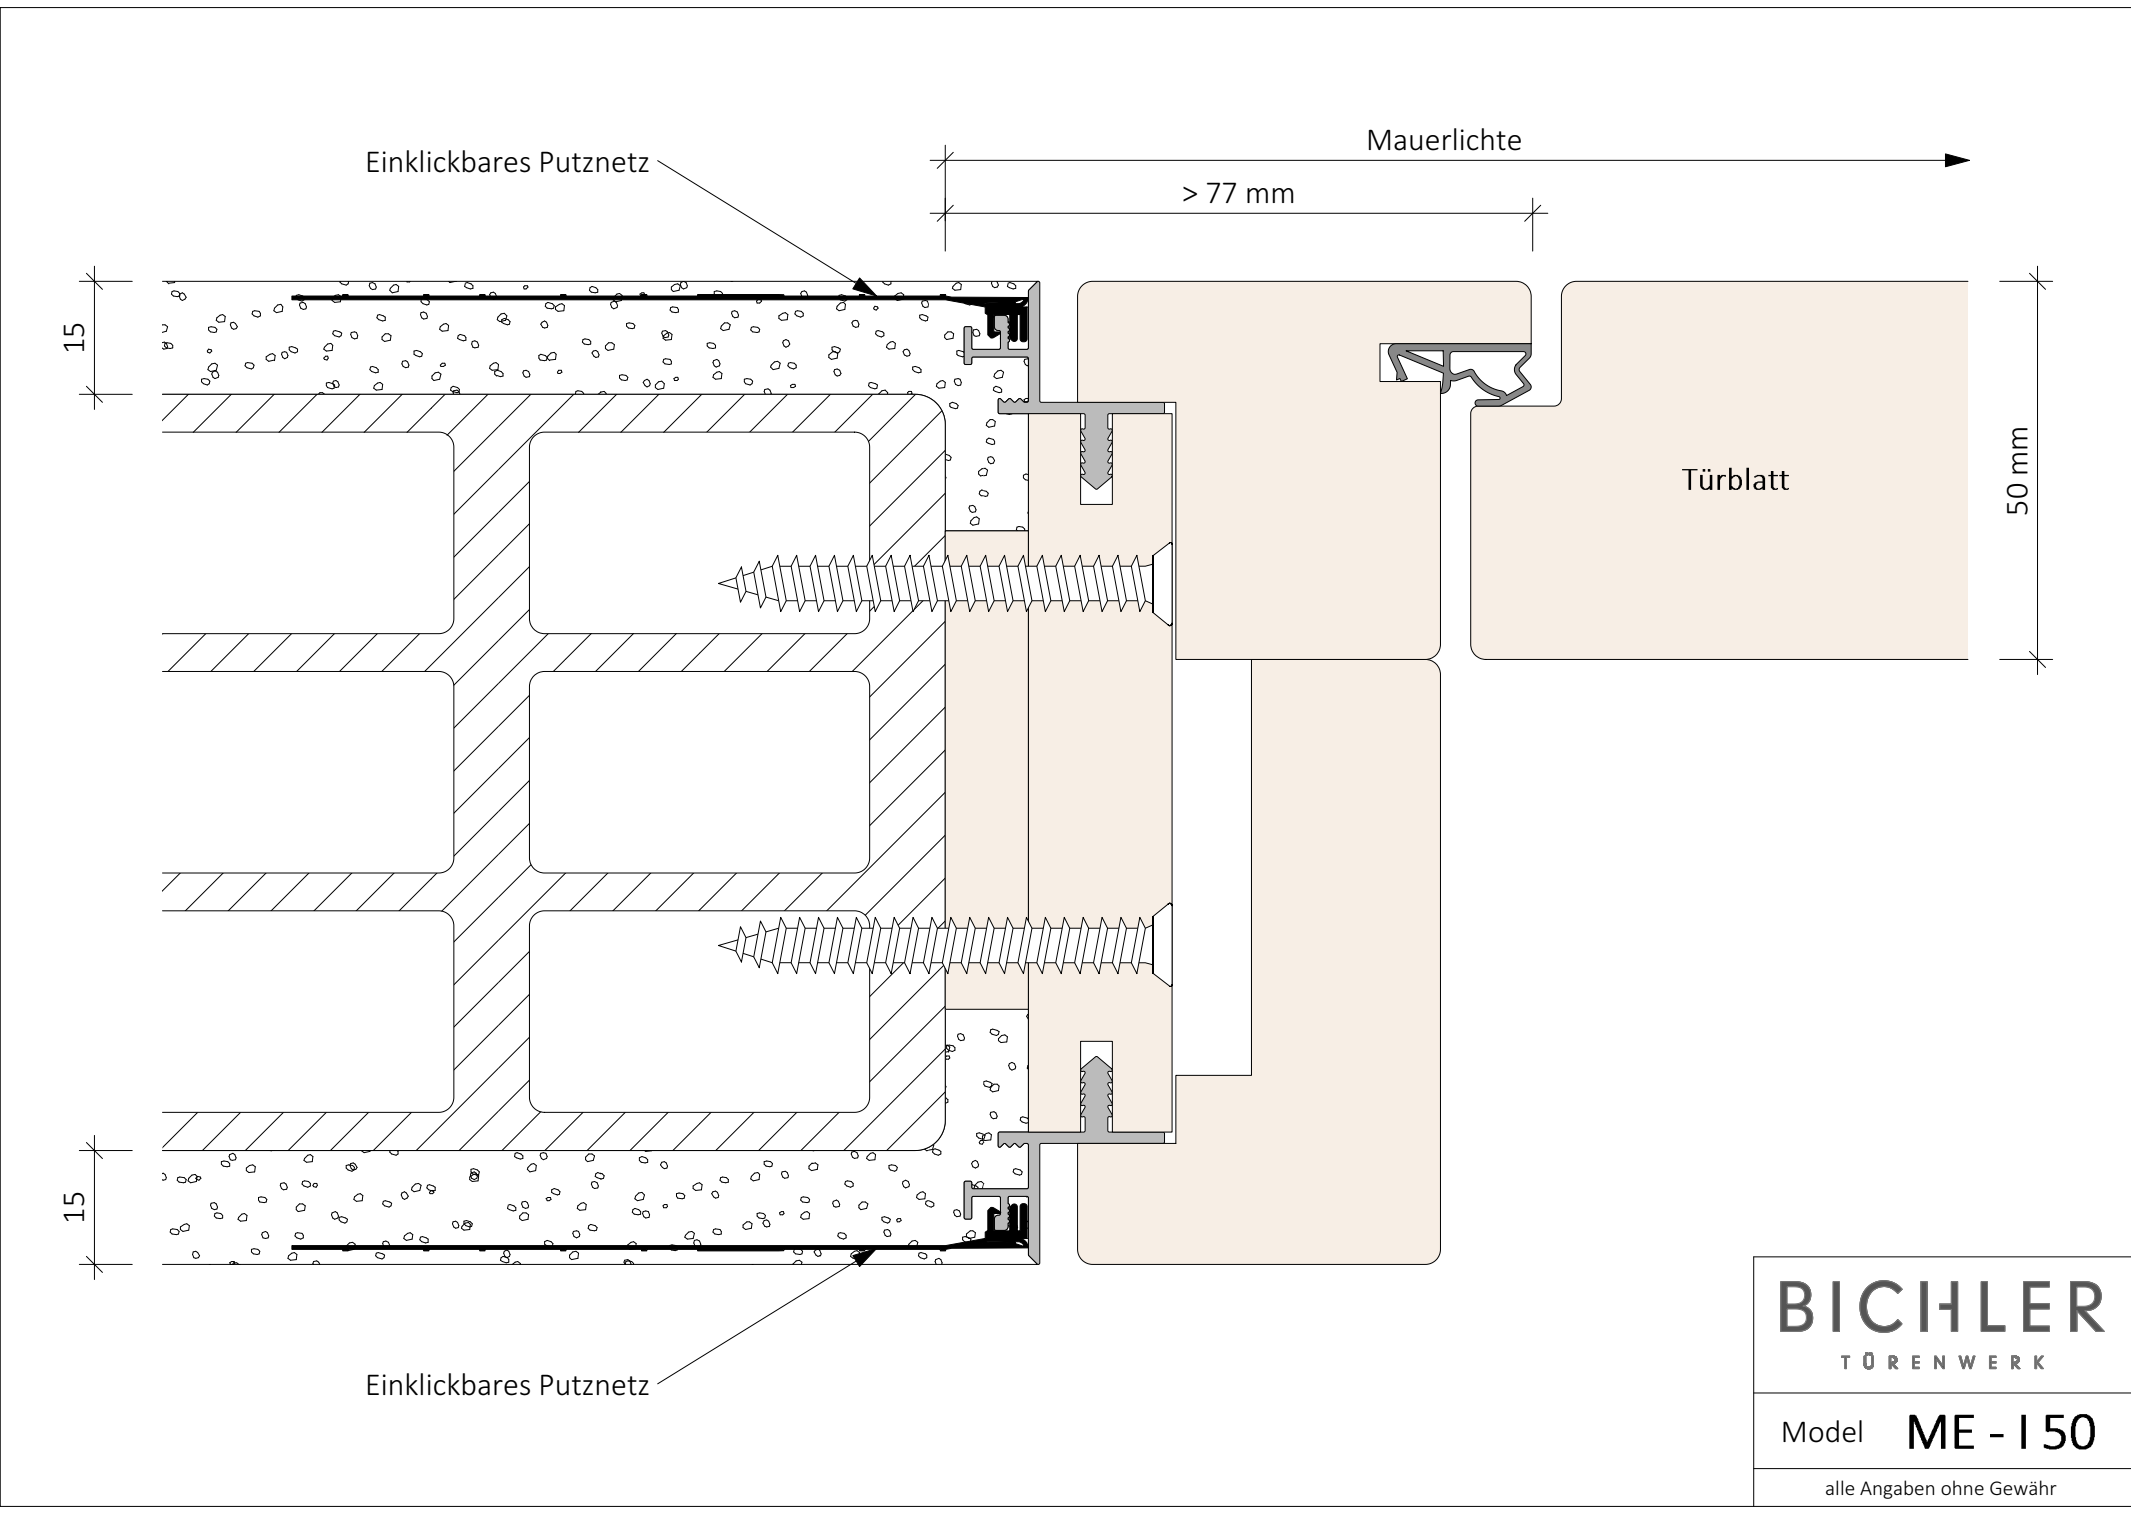 Mauerlichte
Einklickbares Putznetz
> 77 mm
15
50 mm
Türblatt
15
Einklickbares Putznetz
BICHLER
TÜRENWERK
Model ME - I 50
alle Angaben ohne Gewähr